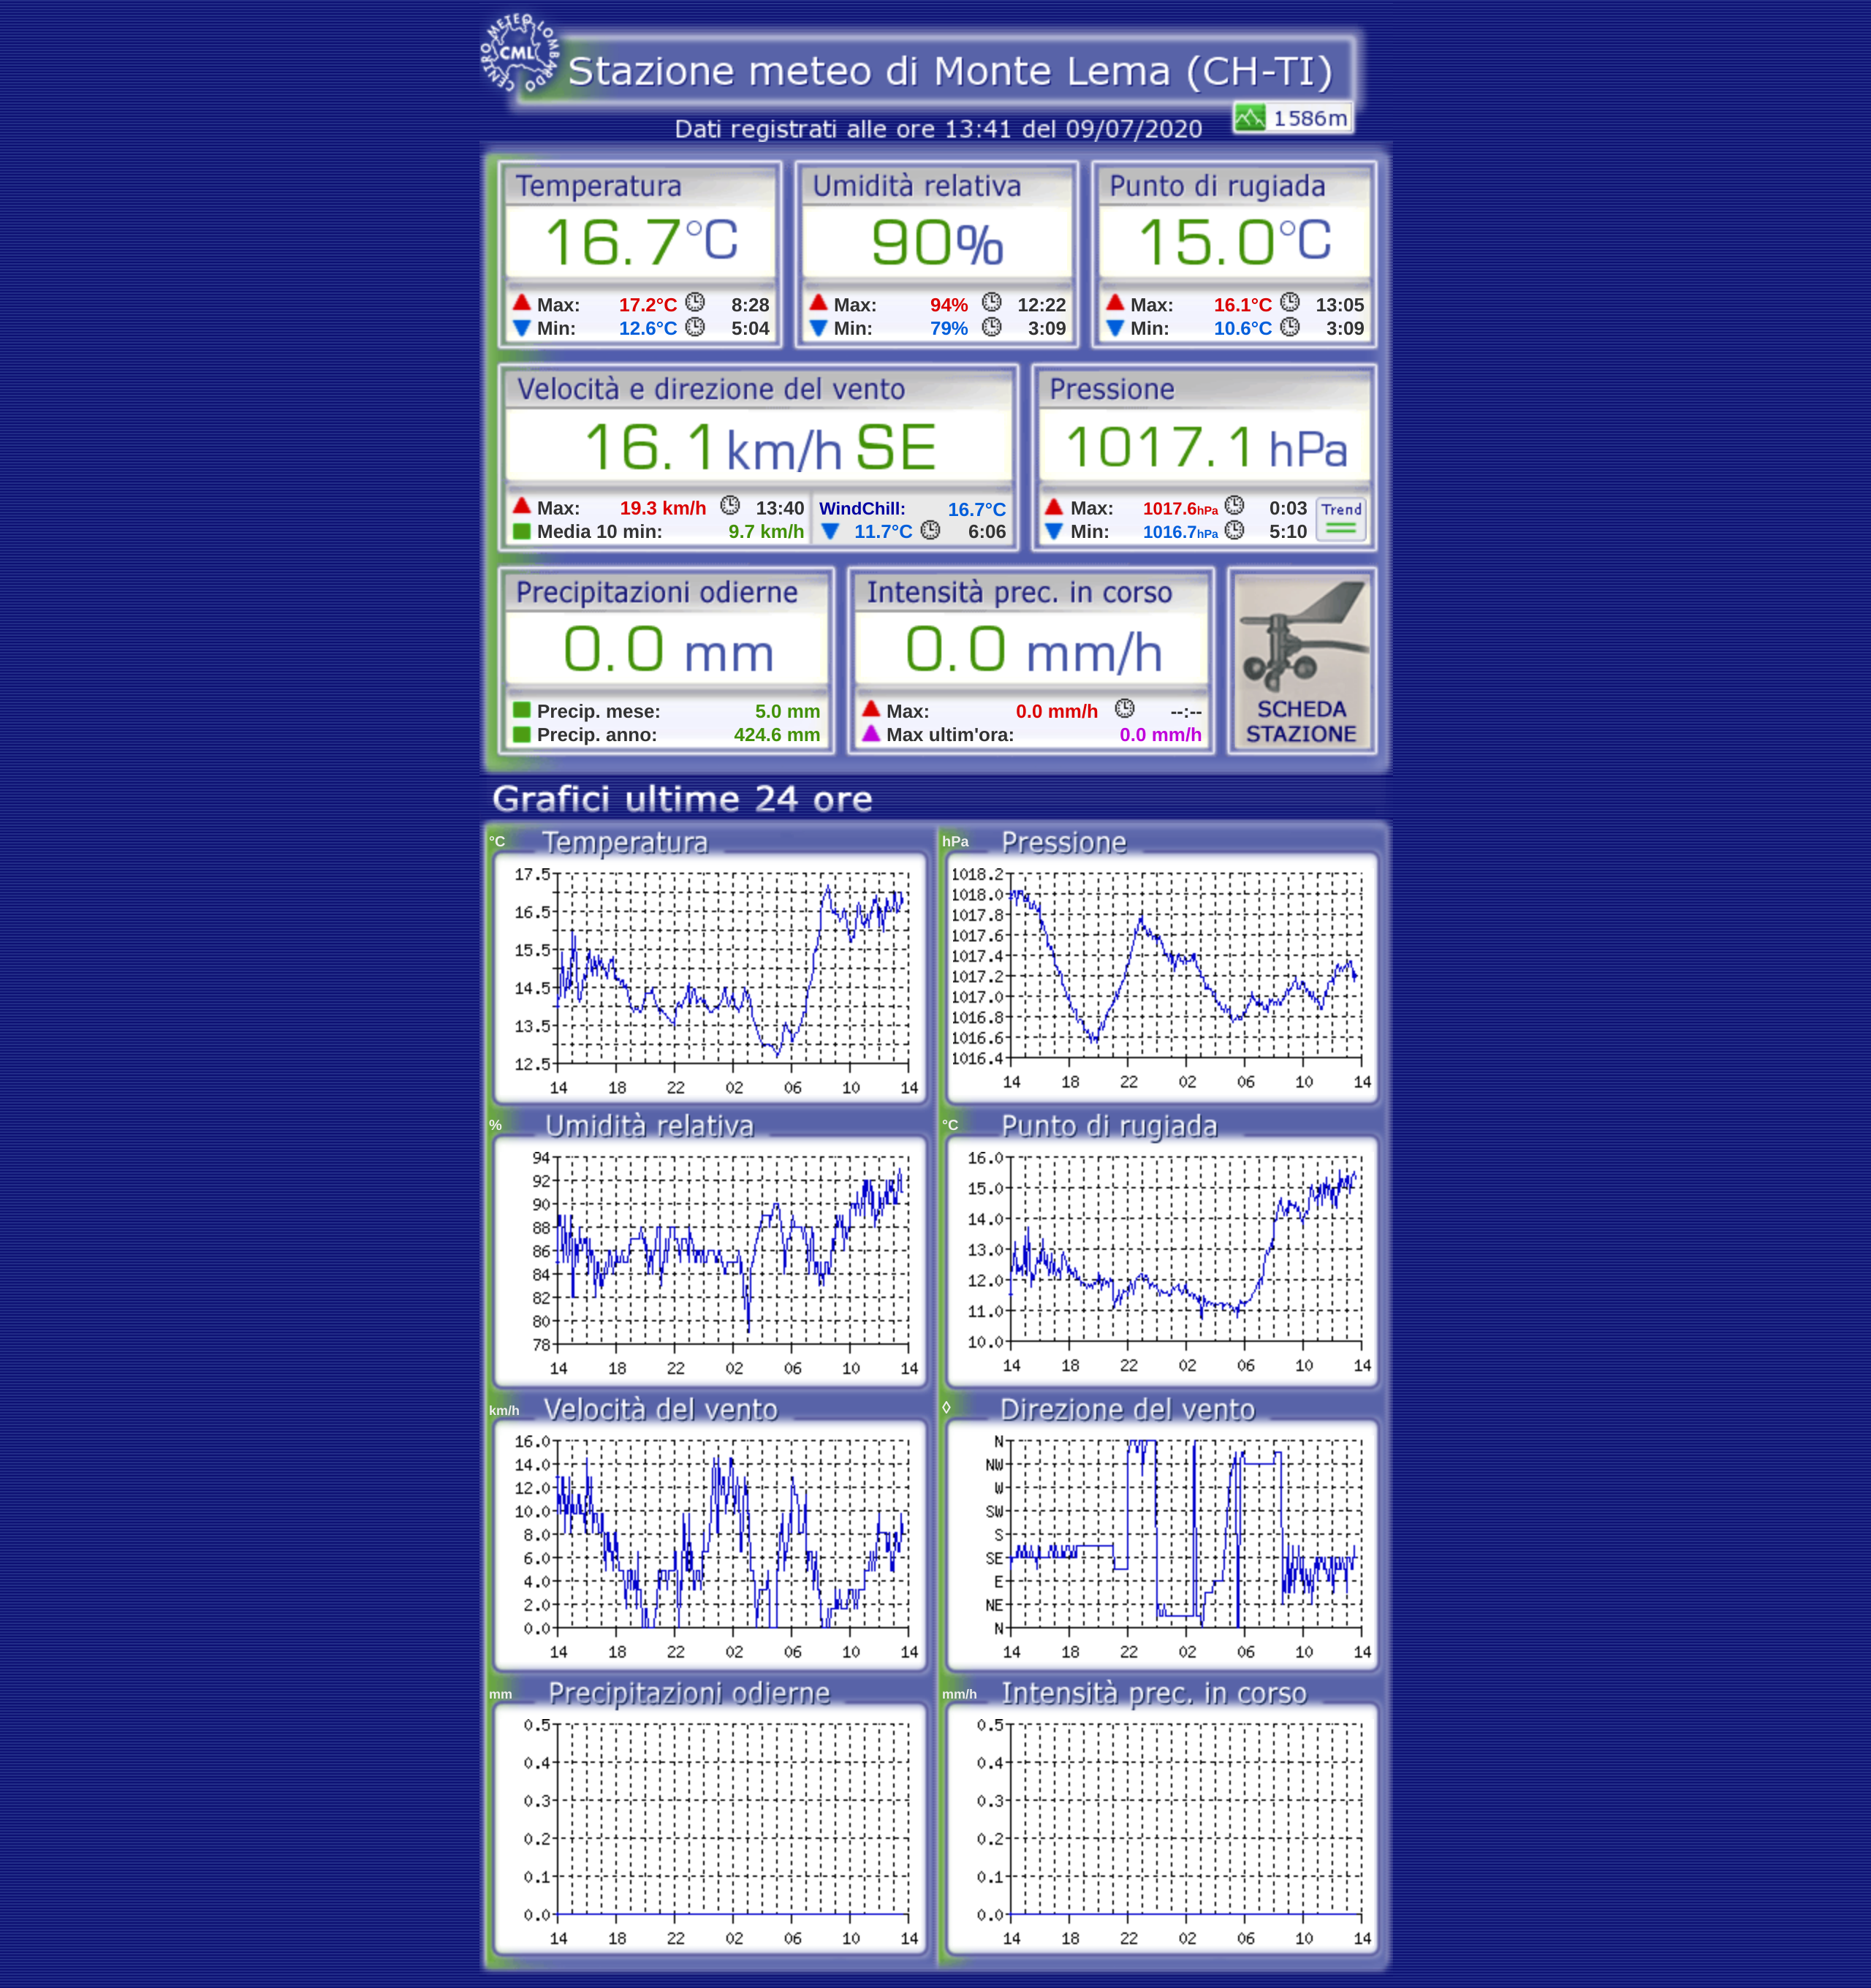 CENTRO METEO LOMBARDO
CML
Stazione meteo di Monte Lema (CH-TI)
1586m
Dati registrati alle ore 13:41 del 09/07/2020
Temperatura Umidità relativa Punto di rugiada
16.7°C 90% 15.0°C
Max: 17.2°C 8:28 Max: 94% 12:22 Max: 16.1°C 13:05
Min: 12.6°C 5:04 Min: 79% 3:09 Min: 10.6°C 3:09
Velocità e direzione del vento Pressione
16.1 km/h SE 1017.1 hPa
Max: 19.3 km/h 13:40 WindChill: 16.7°C Max: 1017.6hPa 0:03 Trend
Media 10 min: 9.7 km/h 11.7°C 6:06 Min: 1016.7hPa 5:10
Precipitazioni odierne Intensità prec. in corso
0.0 mm 0.0 mm/h
Precip. mese: 5.0 mm Max: 0.0 mm/h --:-- SCHEDA
Precip. anno: 424.6 mm Max ultim'ora: 0.0 mm/h STAZIONE
Grafici ultime 24 ore
°C Temperatura
17.5
16.5
15.5
14.5
13.5
12.5
14 18 22 02 06 10 14
hPa Pressione
1018.2
1018.0
1017.8
1017.6
1017.4
1017.2
1017.0
1016.8
1016.6
1016.4
14 18 22 02 06 10 14
% Umidità relativa
94
92
90
88
86
84
82
80
78
14 18 22 02 06 10 14
°C Punto di rugiada
16.0
15.0
14.0
13.0
12.0
11.0
10.0
14 18 22 02 06 10 14
km/h Velocità del vento
16.0
14.0
12.0
10.0
8.0
6.0
4.0
2.0
0.0
14 18 22 02 06 10 14
◊ Direzione del vento
N
NW
W
SW
S
SE
E
NE
N
14 18 22 02 06 10 14
mm Precipitazioni odierne
0.5
0.4
0.3
0.2
0.1
0.0
14 18 22 02 06 10 14
mm/h Intensità prec. in corso
0.5
0.4
0.3
0.2
0.1
0.0
14 18 22 02 06 10 14